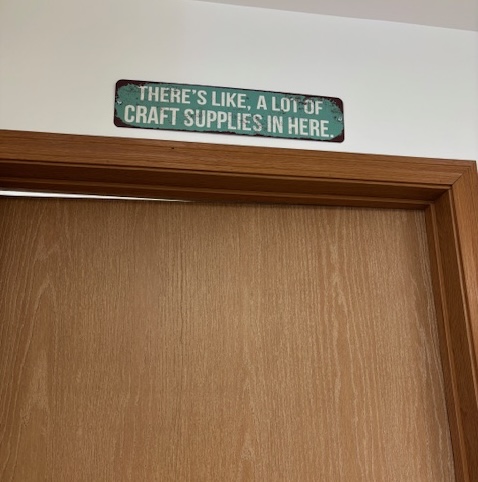 THERE'S LIKE, A LOT OF
CRAFT SUPPLIES IN HERE.